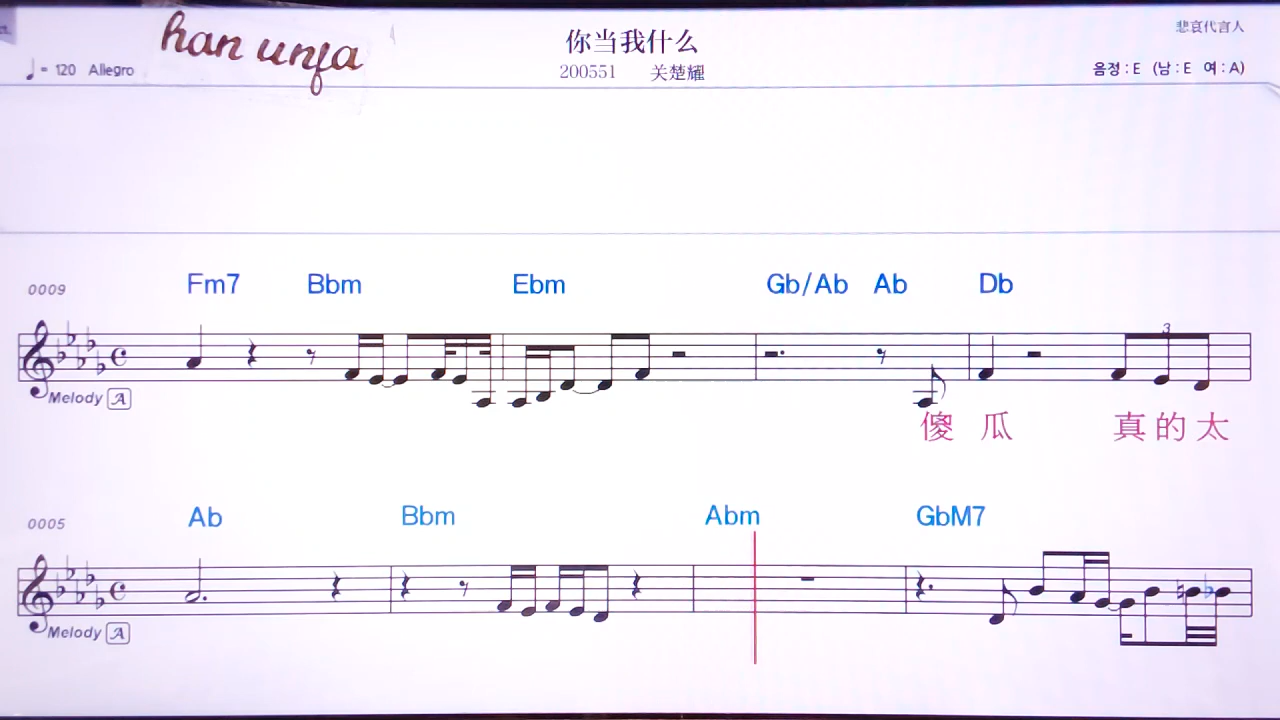 han unfa
你当我什么
悲哀代言人
♩= 120 Allegro
200551 关楚耀
음정 : E (남 : E 여 : A)
0009
Fm7 Bbm Ebm Gb/Ab Ab Db
3
Melody A
傻 瓜 真 的 太
0005
Ab Bbm Abm GbM7
Melody A